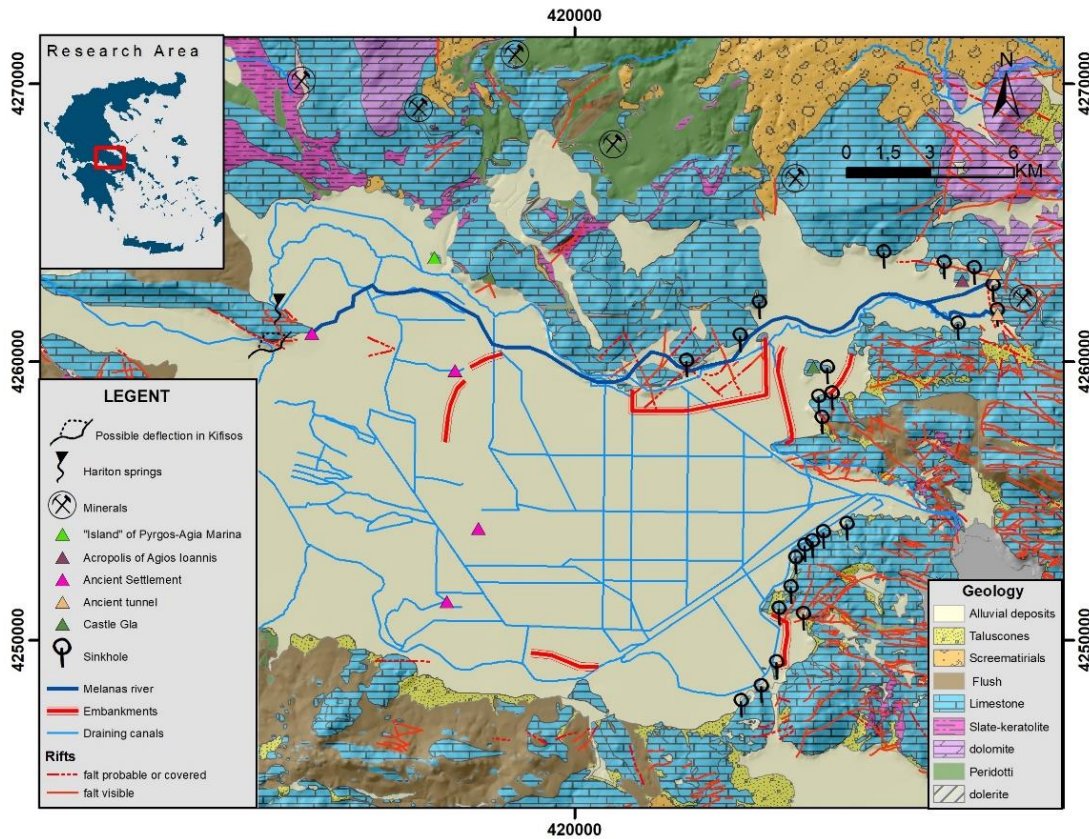 420000
Research Area
4270000
4270000
N
0 1,5 3 6
KM
4260000
4260000
LEGENT
Possible deflection in Kifisos
Hariton springs
Minerals
"Island" of Pyrgos-Agia Marina
Acropolis of Agios Ioannis
Ancient Settlement
Ancient tunnel
Castle Gla
Sinkhole
Melanas river
Embankments
Draining canals
Rifts
falt probable or covered
falt visible
Geology
Alluvial deposits
Taluscones
Screematirials
Flush
Limestone
Slate-keratolite
dolomite
Peridotti
dolerite
4250000
4250000
420000